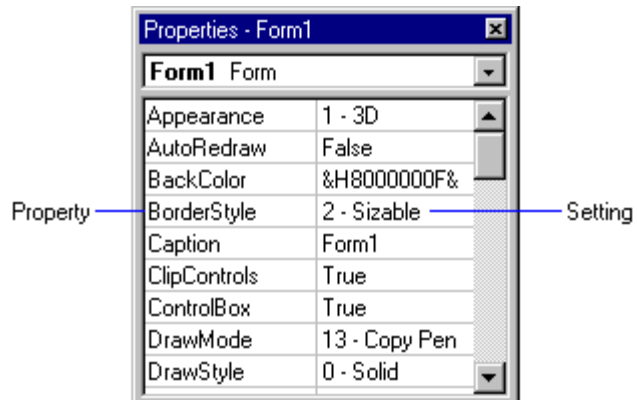 Properties - Form1
Form1 Form
Appearance 1 - 3D
AutoRedraw False
BackColor &H8000000F&
Property BorderStyle 2 - Sizable Setting
Caption Form1
ClipControls True
ControlBox True
DrawMode 13 - Copy Pen
DrawStyle 0 - Solid